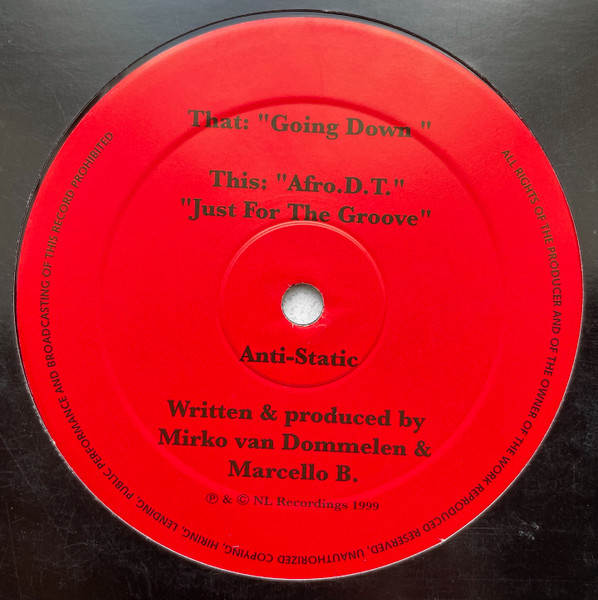 That: "Going Down "
This: "Afro.D.T."
"Just For The Groove"
Anti-Static
Written & produced by
Mirko van Dommelen &
Marcello B.
℗ & © NL Recordings 1999
ALL RIGHTS OF THE PRODUCER AND OF THE OWNER OF THE WORK REPRODUCED RESERVED, UNAUTHORIZED COPYING, HIRING, LENDING, PUBLIC PERFORMANCE AND BROADCASTING OF THIS RECORD PROHIBITED